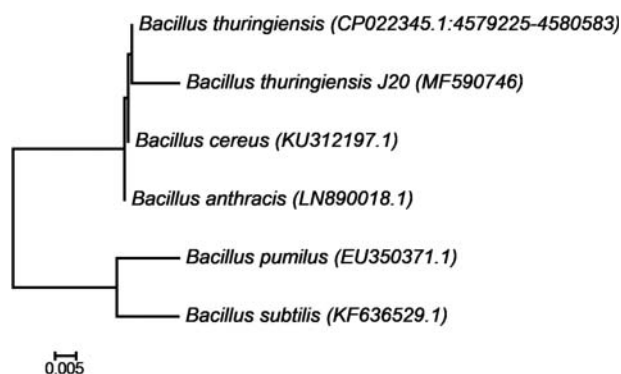 Bacillus thuringiensis (CP022345.1:4579225-4580583)
Bacillus thuringiensis J20 (MF590746)
Bacillus cereus (KU312197.1)
Bacillus anthracis (LN890018.1)
Bacillus pumilus (EU350371.1)
Bacillus subtilis (KF636529.1)
0.005